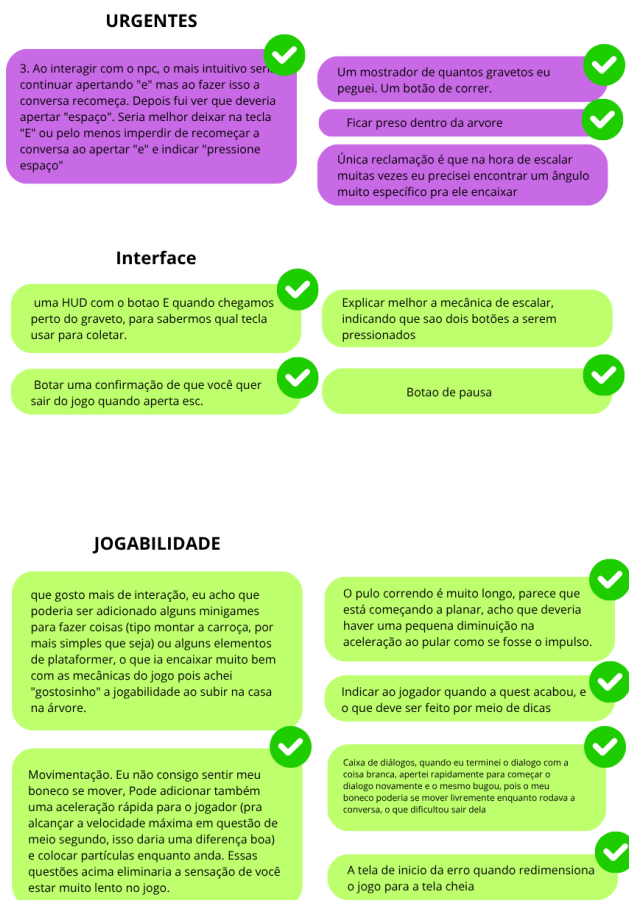 URGENTES
3. Ao interagir com o npc, o mais intuitivo seria
continuar apertando "e" mas ao fazer isso a
conversa recomeça. Depois fui ver que deveria
apertar "espaço". Seria melhor deixar na tecla
"E" ou pelo menos imperdir de recomeçar a
conversa ao apertar "e" e indicar "pressione
espaço"
Um mostrador de quantos gravetos eu
peguei. Um botão de correr.
Ficar preso dentro da arvore
Única reclamação é que na hora de escalar
muitas vezes eu precisei encontrar um ângulo
muito específico pra ele encaixar
Interface
uma HUD com o botao E quando chegamos
perto do graveto, para sabermos qual tecla
usar para coletar.
Explicar melhor a mecânica de escalar,
indicando que sao dois botões a serem
pressionados
Botar uma confirmação de que você quer
sair do jogo quando aperta esc.
Botao de pausa
JOGABILIDADE
que gosto mais de interação, eu acho que
poderia ser adicionado alguns minigames
para fazer coisas (tipo montar a carroça, por
mais simples que seja) ou alguns elementos
de plataformer, o que ia encaixar muito bem
com as mecânicas do jogo pois achei
"gostosinho" a jogabilidade ao subir na casa
na árvore.
O pulo correndo é muito longo, parece que
está começando a planar, acho que deveria
haver uma pequena diminuição na
aceleração ao pular como se fosse o impulso.
Indicar ao jogador quando a quest acabou, e
o que deve ser feito por meio de dicas
Movimentação. Eu não consigo sentir meu
boneco se mover, Pode adicionar também
uma aceleração rápida para o jogador (pra
alcançar a velocidade máxima em questão de
meio segundo, isso daria uma diferença boa)
e colocar partículas enquanto anda. Essas
questões acima eliminaria a sensação de você
estar muito lento no jogo.
Caixa de diálogos, quando eu terminei o dialogo com a
coisa branca, apertei rapidamente para começar o
dialogo novamente e o mesmo bugou, pois o meu
boneco poderia se mover livremente enquanto rodava a
conversa, o que dificultou sair dela
A tela de inicio da erro quando redimensiona
o jogo para a tela cheia